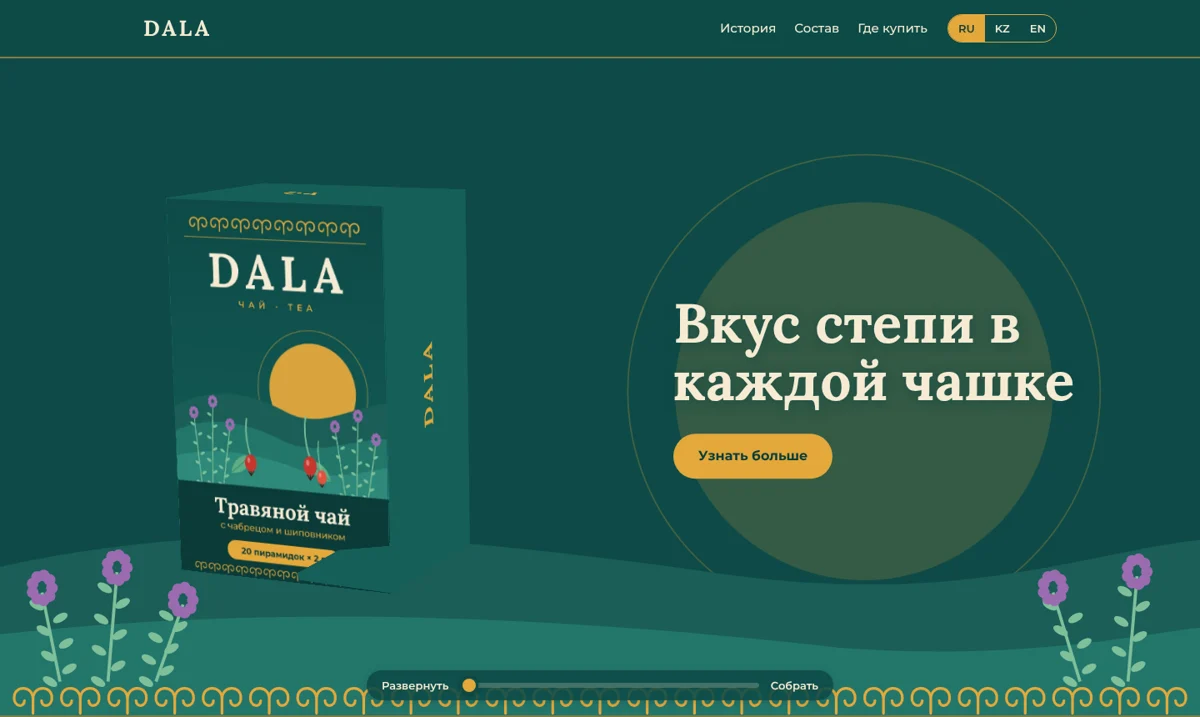 DALA
История Состав Где купить RU KZ EN
DALA
ЧАЙ · TEA
DALA
Травяной чай
с чабрецом и шиповником
20 пирамидок × 2
Вкус степи в
каждой чашке
Узнать больше
Развернуть Собрать